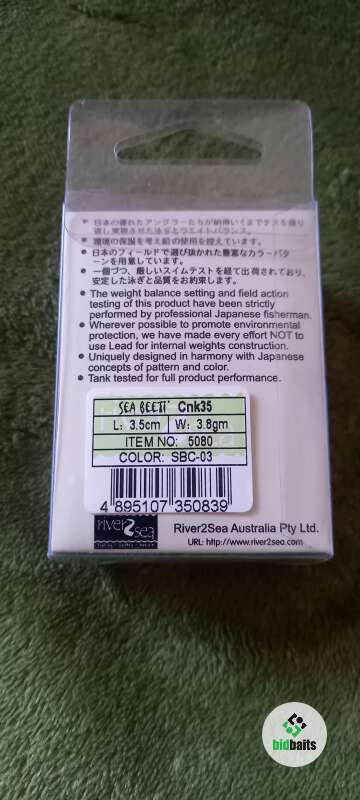 ● 日本の優れたアングラーたちが納得いくまでテスを繰り
返し実現させた泳ぎとウエイトバランス。
● 環境の保護を考え鉛の使用を控えています。
● 日本のフィールドで選び抜かれた豊富なカラーパタ
ーンを用意しています。
● 一個づつ、厳しいスイムテストを経て出荷されており、
安定した泳ぎと品質をお約束します。
● The weight balance setting and field action
testing of this product have been strictly
performed by professional Japanese fisherman.
● Wherever possible to promote environmental
protection, we have made every effort NOT to
use Lead for internal weights construction.
● Uniquely designed in harmony with Japanese
concepts of pattern and color.
● Tank tested for full product performance.
Cnk35
L: 3.5cm W: 3.8gm
ITEM NO: 5080
COLOR: SBC-03
4 895107 350839
river2sea
River2Sea Australia Pty Ltd.
URL: http://www.river2sea.com
bidbaits